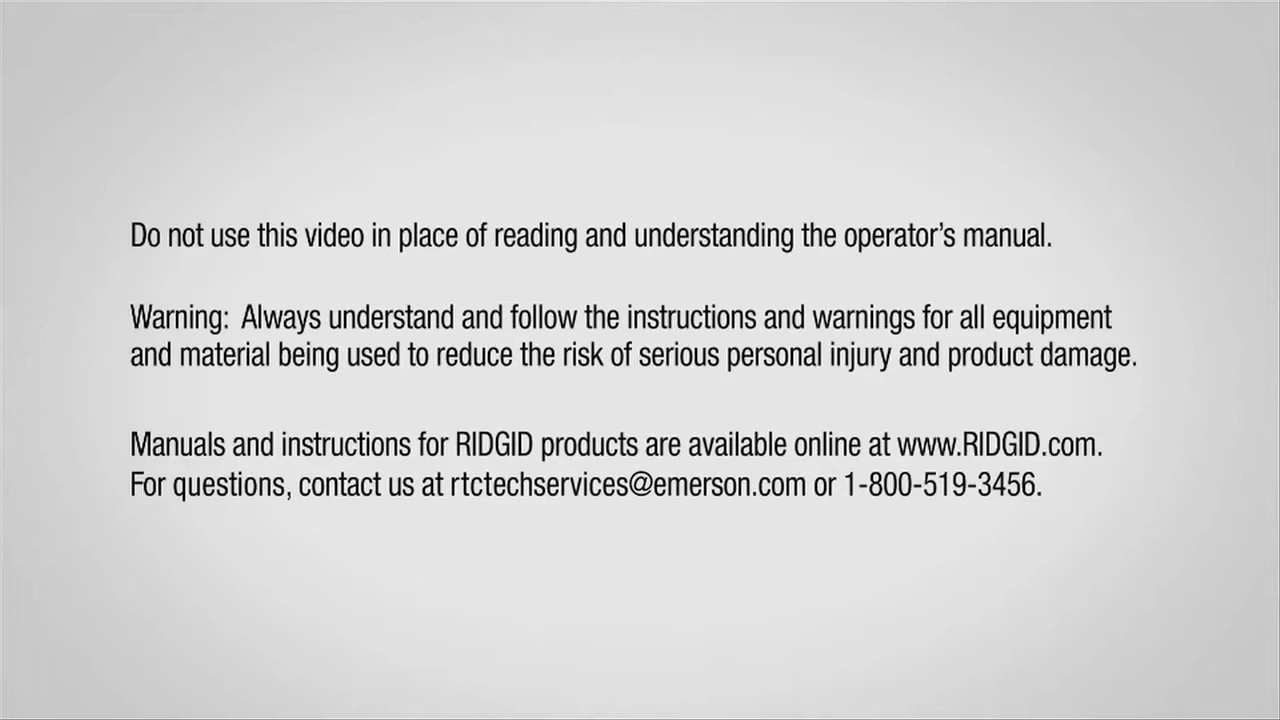 Do not use this video in place of reading and understanding the operator’s manual.
Warning:  Always understand and follow the instructions and warnings for all equipment
and material being used to reduce the risk of serious personal injury and product damage.
Manuals and instructions for RIDGID products are available online at www.RIDGID.com.
For questions, contact us at rtctechservices@emerson.com or 1-800-519-3456.